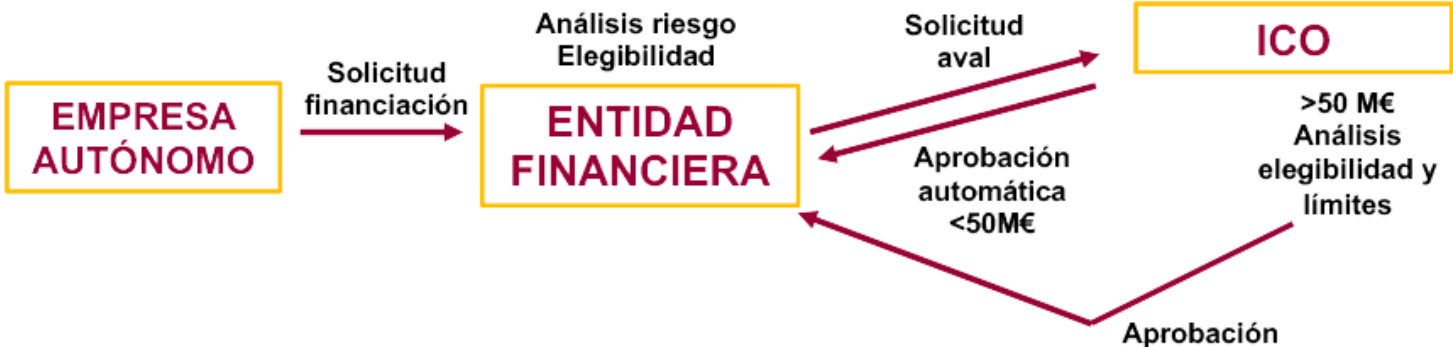 EMPRESA
AUTÓNOMO
Solicitud
financiación
Análisis riesgo
Elegibilidad
ENTIDAD
FINANCIERA
Solicitud
aval
Aprobación
automática
<50M€
ICO
>50 M€
Análisis
elegibilidad y
límites
Aprobación